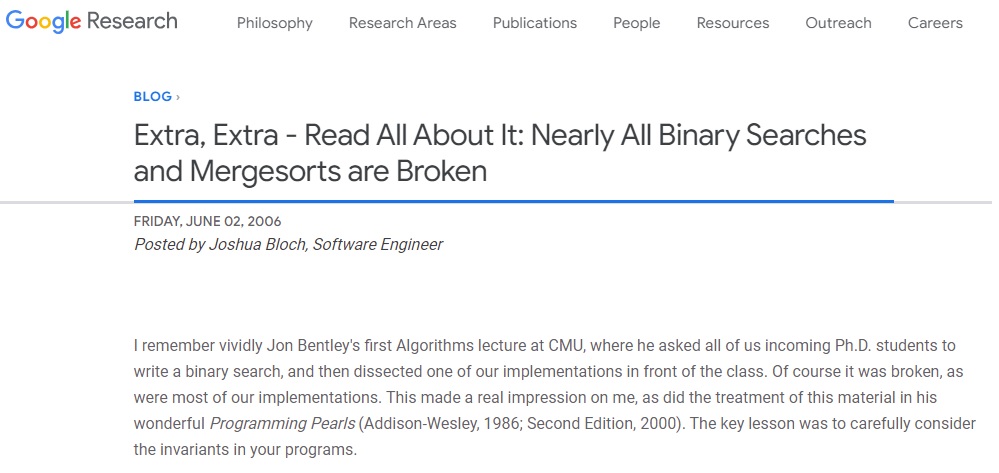 Google Research Philosophy Research Areas Publications People Resources Outreach Careers
BLOG ›
Extra, Extra - Read All About It: Nearly All Binary Searches
and Mergesorts are Broken
FRIDAY, JUNE 02, 2006
Posted by Joshua Bloch, Software Engineer
I remember vividly Jon Bentley's first Algorithms lecture at CMU, where he asked all of us incoming Ph.D. students to
write a binary search, and then dissected one of our implementations in front of the class. Of course it was broken, as
were most of our implementations. This made a real impression on me, as did the treatment of this material in his
wonderful Programming Pearls (Addison-Wesley, 1986; Second Edition, 2000). The key lesson was to carefully consider
the invariants in your programs.